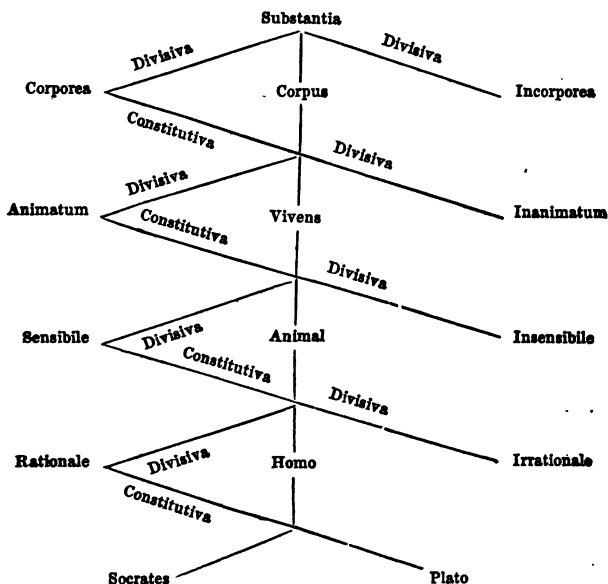 Substantia
Divisiva Divisiva
Corporea Corpus Incorporea
Constitutiva Divisiva
Divisiva
Animatum Vivens Inanimatum
Constitutiva
Divisiva
Sensibile Divisiva Animal Insensibile
Constitutiva Divisiva
Rationale Divisiva Homo Irrationale
Constitutiva
Socrates Plato